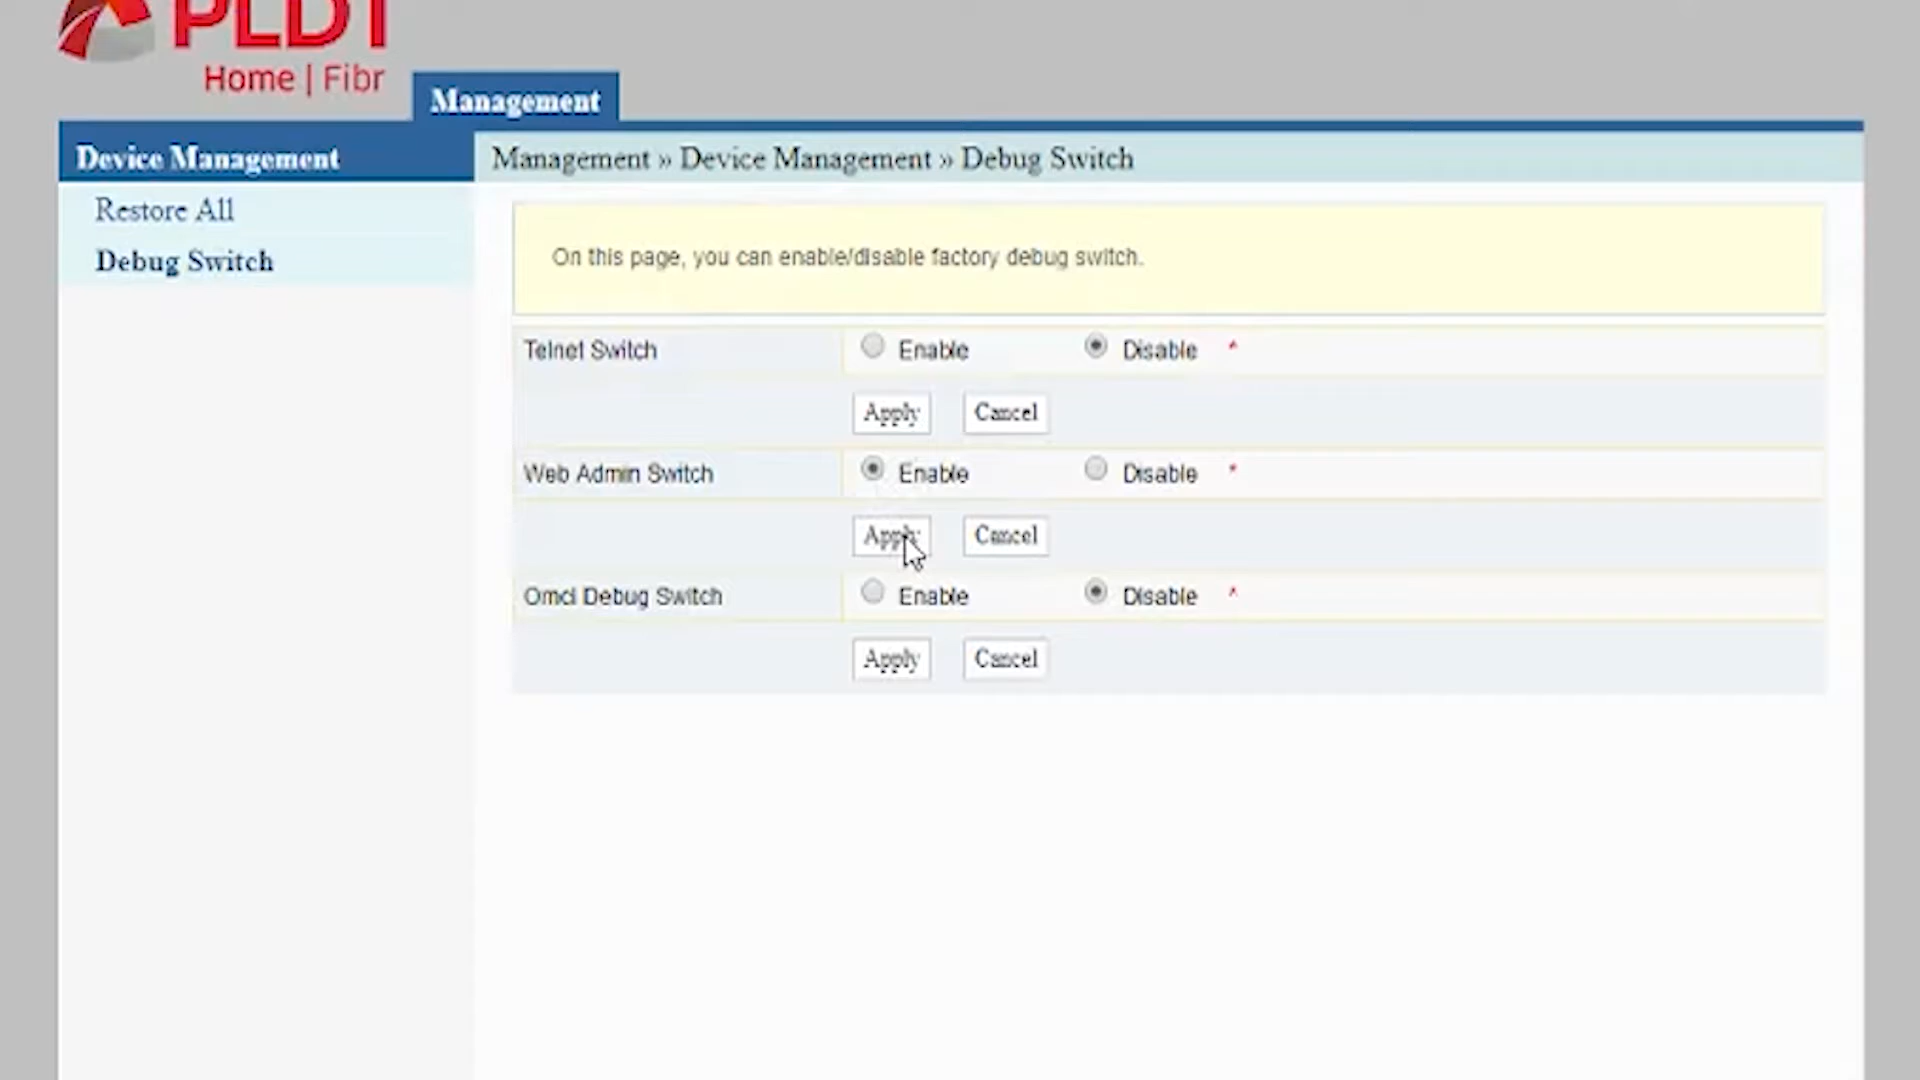 PLDT
Home | Fibr
Management
Device Management
Management » Device Management » Debug Switch
Restore All
Debug Switch
On this page, you can enable/disable factory debug switch.
Telnet Switch Enable Disable *
Apply Cancel
Web Admin Switch Enable Disable *
Apply Cancel
Omci Debug Switch Enable Disable *
Apply Cancel